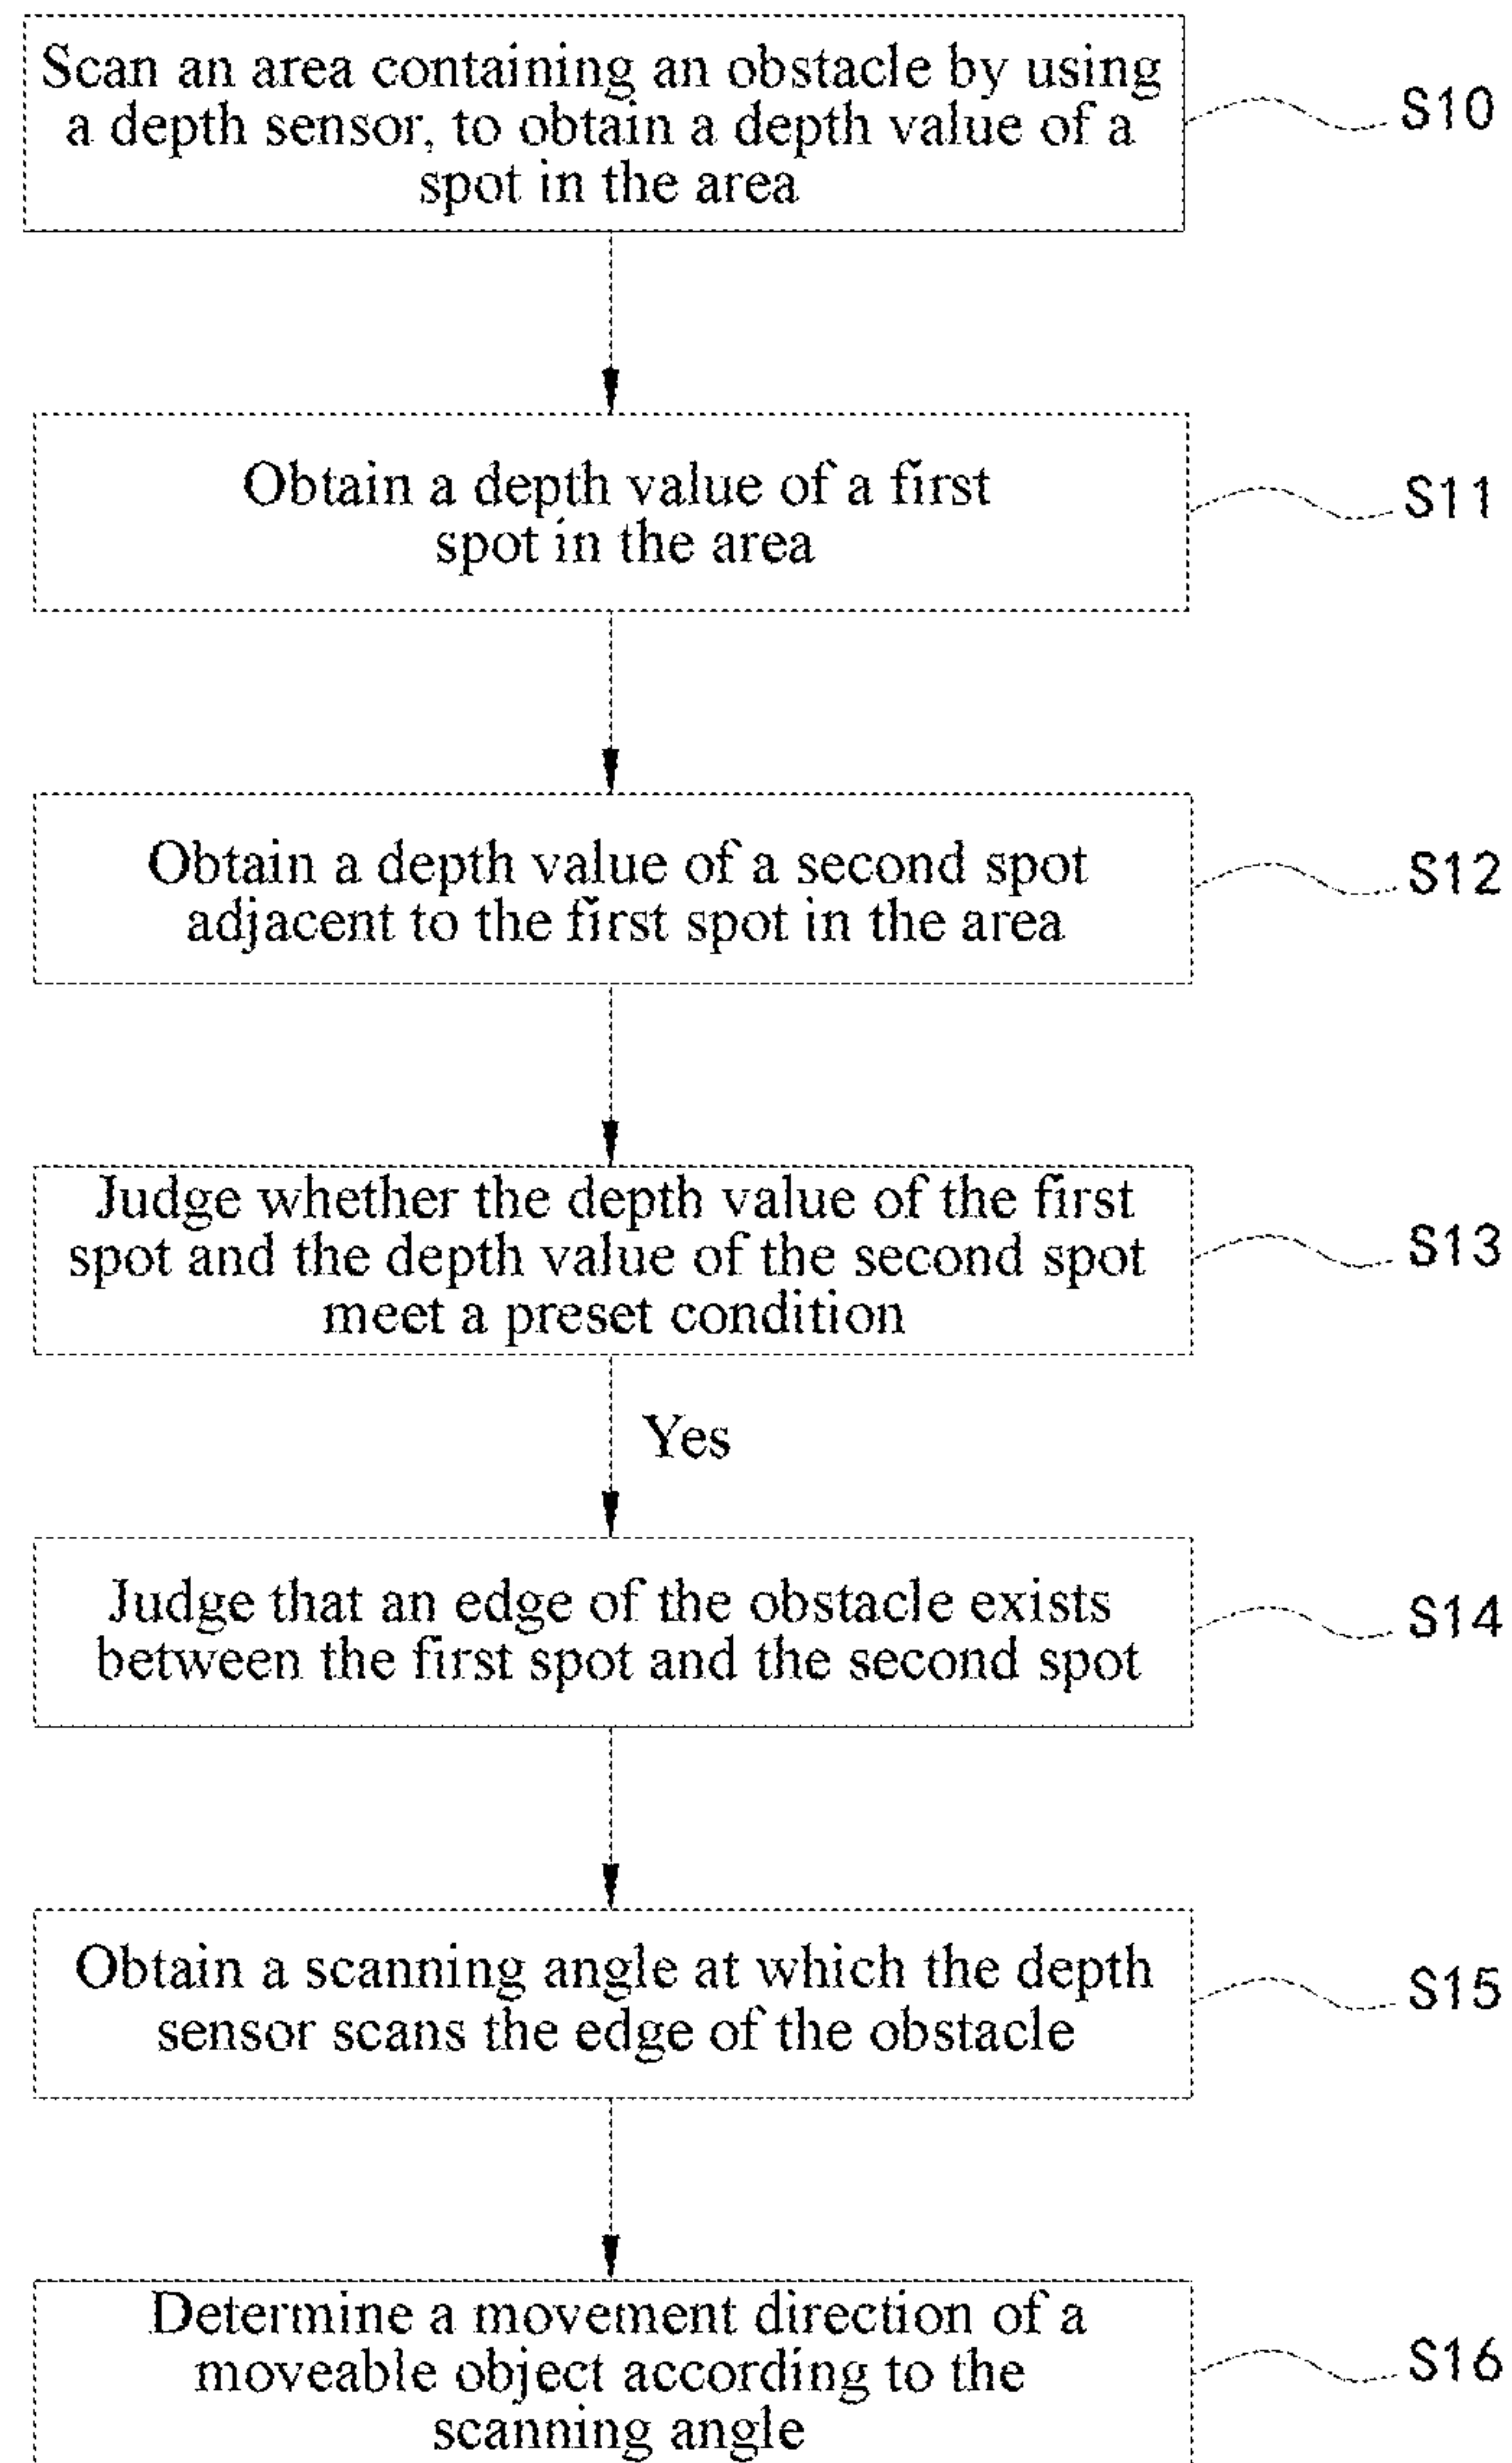 Scan an area containing an obstacle by using
a depth sensor, to obtain a depth value of a
spot in the area
S10
Obtain a depth value of a first
spot in the area
S11
Obtain a depth value of a second spot
adjacent to the first spot in the area
S12
Judge whether the depth value of the first
spot and the depth value of the second spot
meet a preset condition
S13
Yes
Judge that an edge of the obstacle exists
between the first spot and the second spot
S14
Obtain a scanning angle at which the depth
sensor scans the edge of the obstacle
S15
Determine a movement direction of a
moveable object according to the
scanning angle
S16